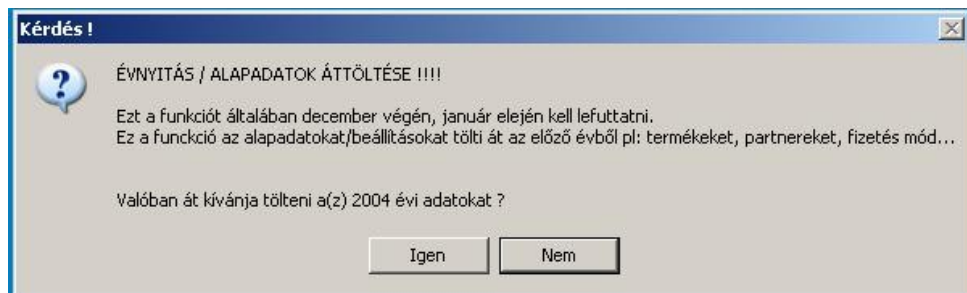 Kérdés !
ÉVNYITÁS / ALAPADATOK ÁTTÖLTÉSE !!!!
Ezt a funkciót általában december végén, január elején kell lefuttatni.
Ez a funckció az alapadatokat/beállításokat tölti át az előző évből pl: termékeket, partnereket, fizetés mód...
Valóban át kívánja tölteni a(z) 2004 évi adatokat ?
Igen
Nem